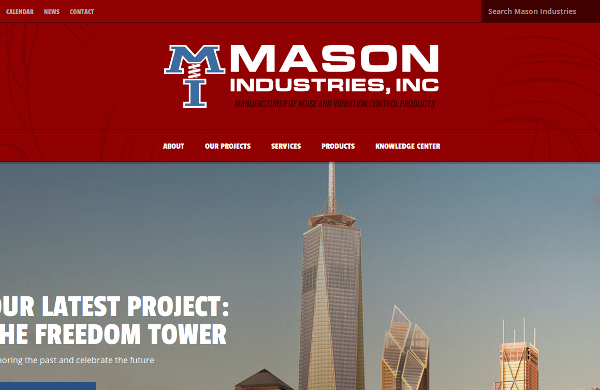 CALENDAR NEWS CONTACT Search Mason Industries
MASON
INDUSTRIES, INC
MANUFACTURER OF NOISE AND VIBRATION CONTROL PRODUCTS
ABOUT OUR PROJECTS SERVICES PRODUCTS KNOWLEDGE CENTER
OUR LATEST PROJECT:
HE FREEDOM TOWER
noring the past and celebrate the future